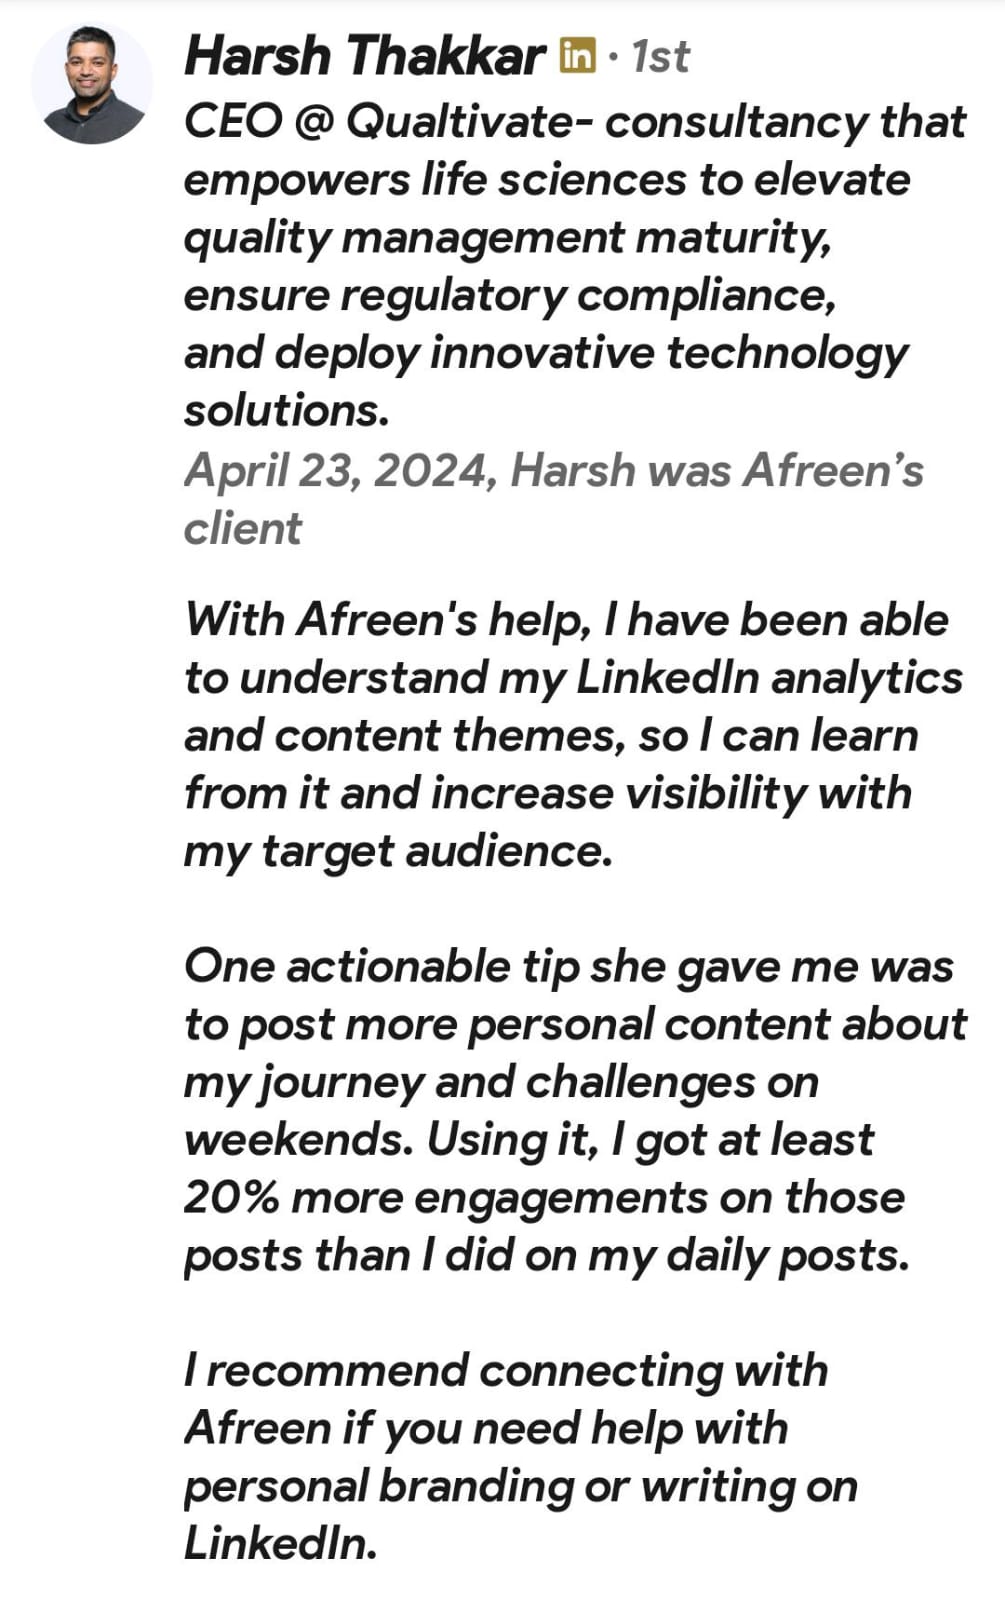 Harsh Thakkar in · 1st
CEO @ Qualtivate- consultancy that
empowers life sciences to elevate
quality management maturity,
ensure regulatory compliance,
and deploy innovative technology
solutions.
April 23, 2024, Harsh was Afreen’s
client
With Afreen's help, I have been able
to understand my LinkedIn analytics
and content themes, so I can learn
from it and increase visibility with
my target audience.
One actionable tip she gave me was
to post more personal content about
my journey and challenges on
weekends. Using it, I got at least
20% more engagements on those
posts than I did on my daily posts.
I recommend connecting with
Afreen if you need help with
personal branding or writing on
LinkedIn.